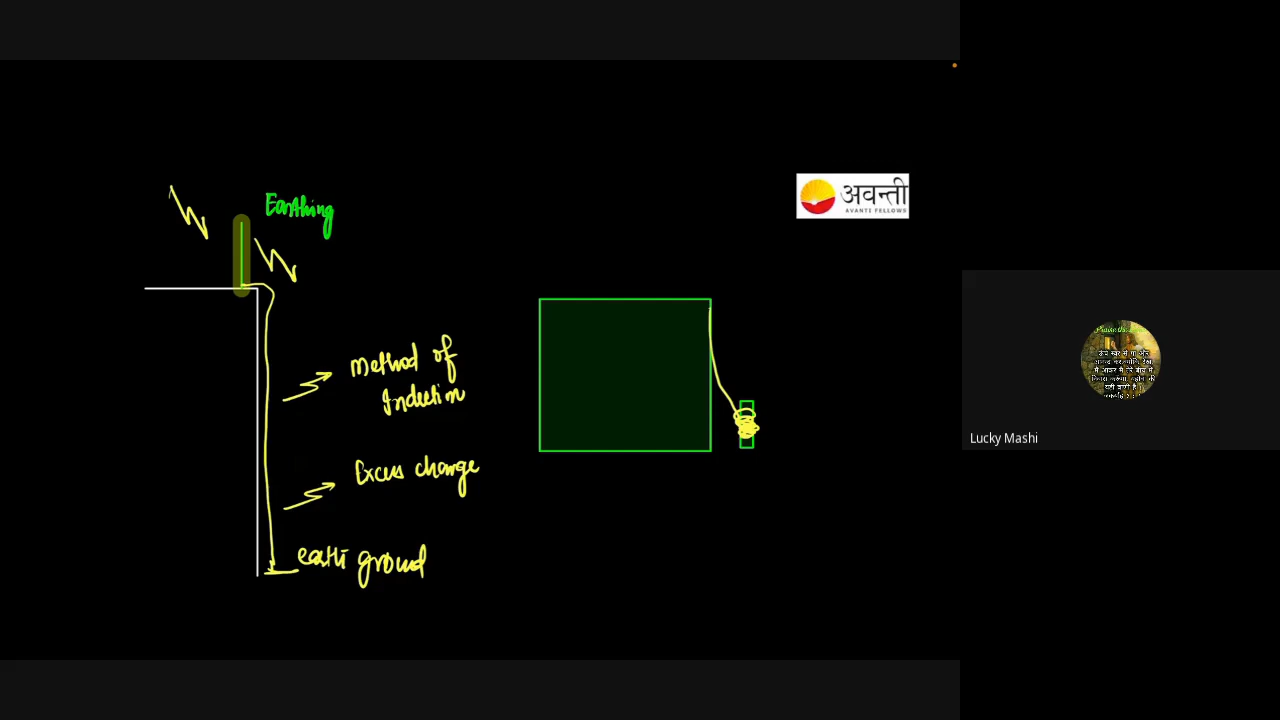 Earthing
अवन्ती
AVANTI FELLOWS
Method of
Induction
Excess charge
earth ground
Lucky Mashi